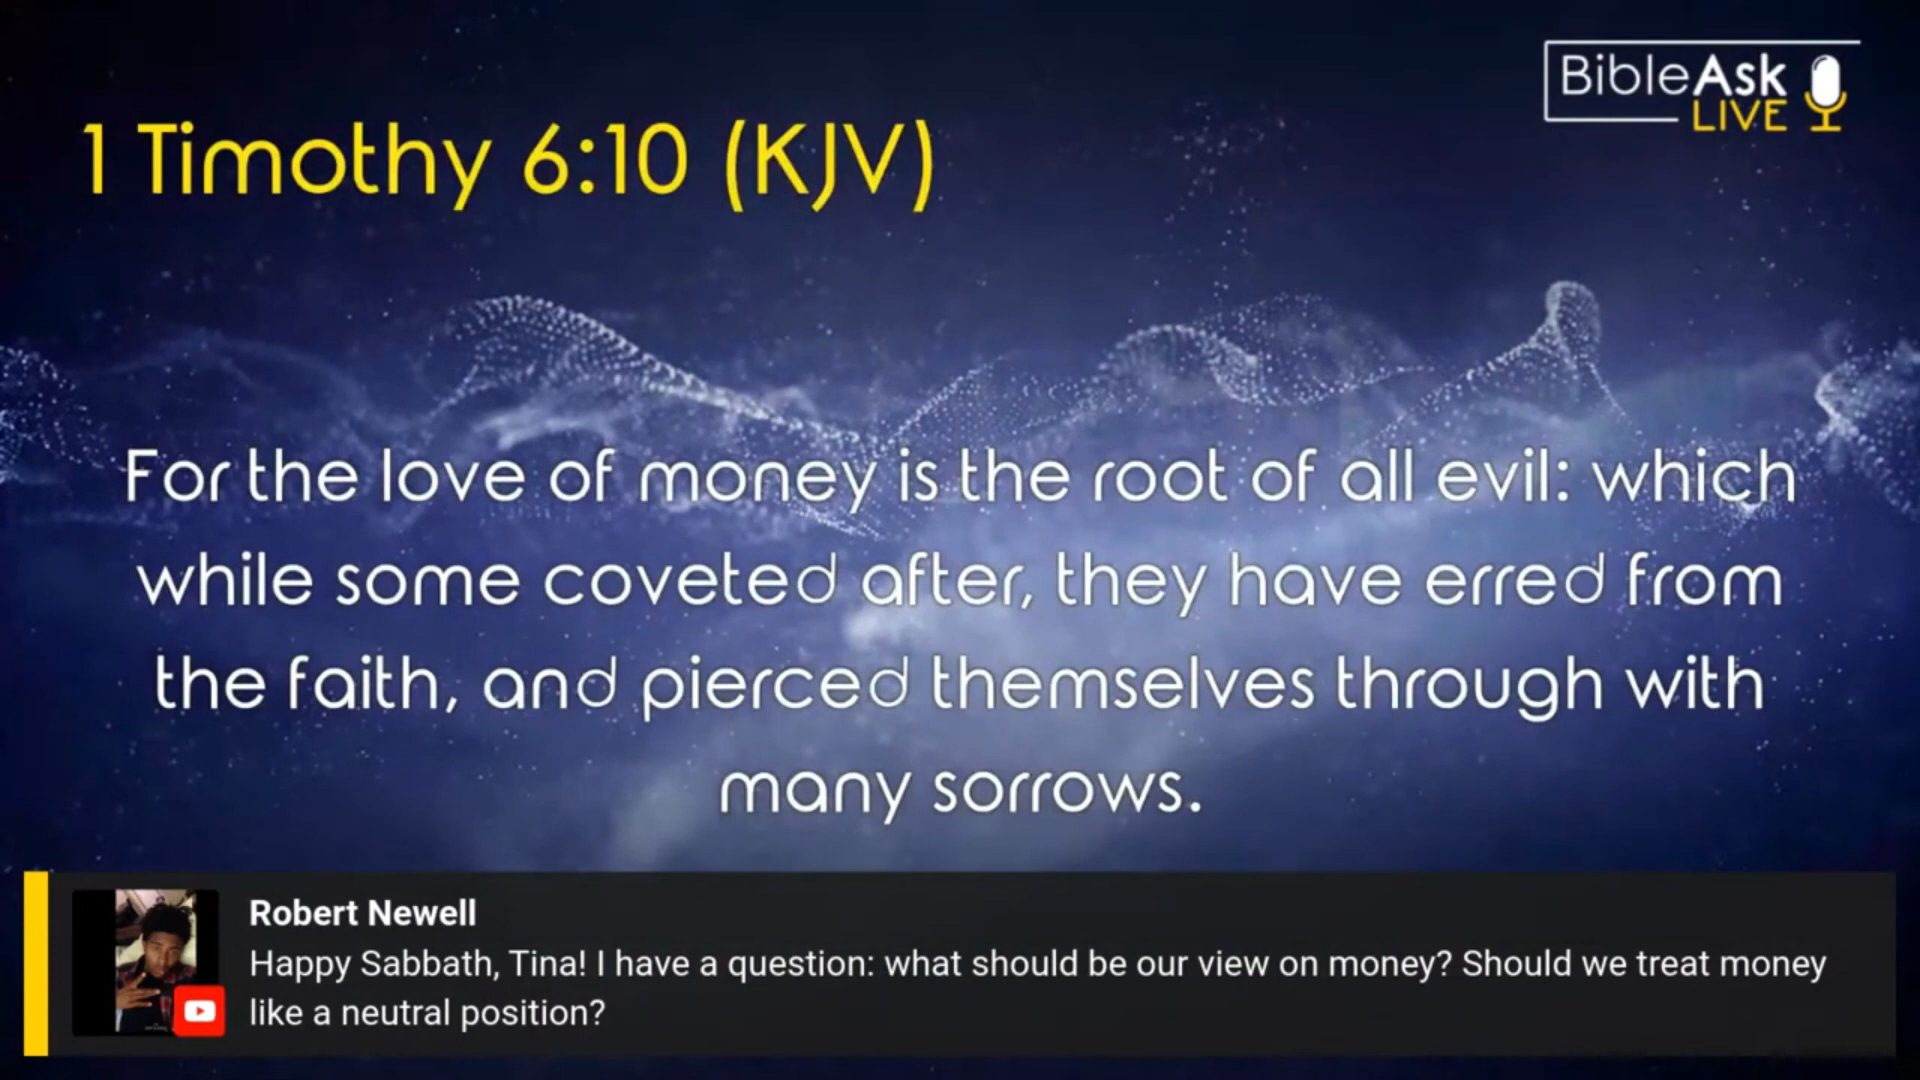 BibleAsk
LIVE
1 Timothy 6:10 (KJV)
For the love of money is the root of all evil: which
while some coveted after, they have erred from
the faith, and pierced themselves through with
many sorrows.
Robert Newell
Happy Sabbath, Tina! I have a question: what should be our view on money? Should we treat money
like a neutral position?